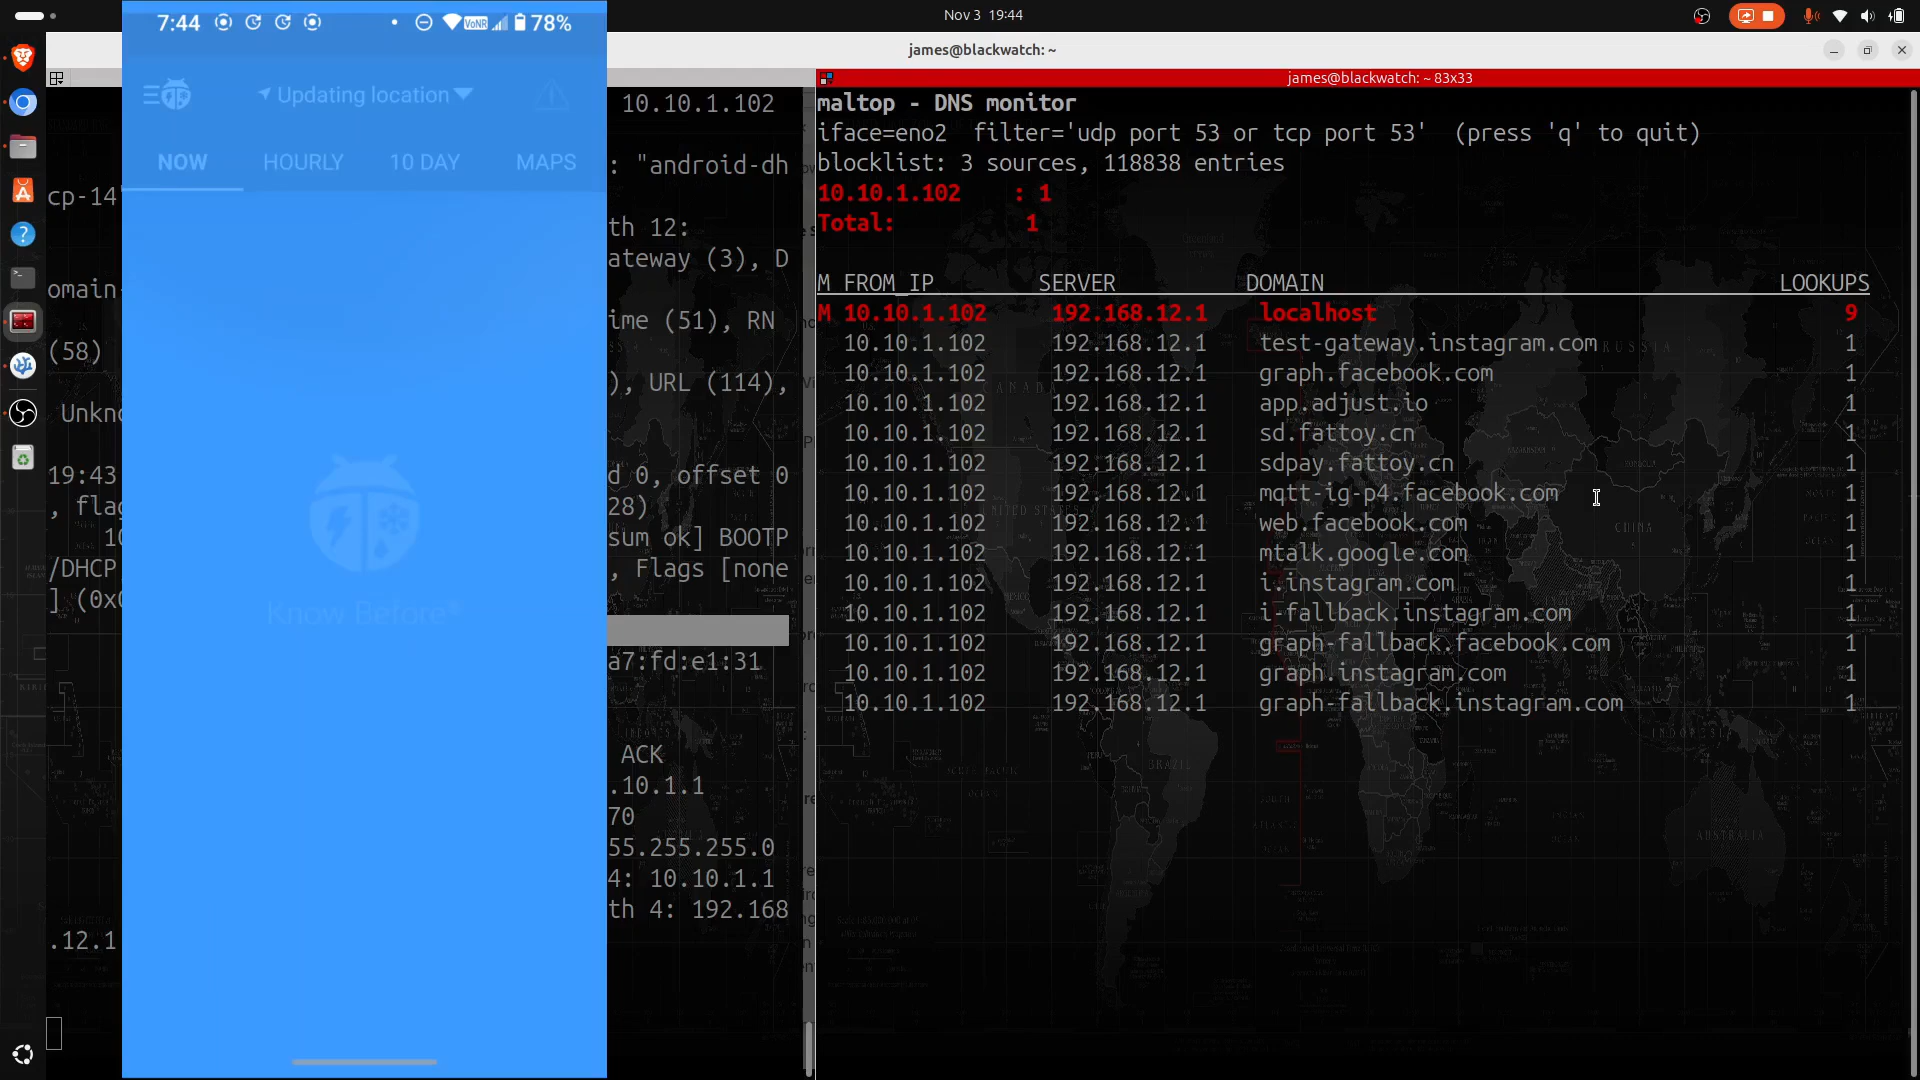 Nov 3 19:44
7:44 VoNR 78%
james@blackwatch: ~
Updating location
NOW HOURLY 10 DAY MAPS
Know Before®
10.10.1.102
: "android-dh
cp-14
th 12:
ateway (3), D
omain-
ime (51), RN
(58)
), URL (114),
Unkno
19:43
d 0, offset 0
, flag
28)
10
sum ok] BOOTP
/DHCP
, Flags [none
] (0x0
a7:fd:e1:31
ACK
.10.1.1
70
55.255.255.0
4: 10.10.1.1
th 4: 192.168
.12.1
james@blackwatch: ~ 83x33
maltop - DNS monitor
iface=eno2 filter='udp port 53 or tcp port 53' (press 'q' to quit)
blocklist: 3 sources, 118838 entries
10.10.1.102 : 1
Total: 1
M FROM_IP SERVER DOMAIN LOOKUPS
M 10.10.1.102 192.168.12.1 localhost 9
10.10.1.102 192.168.12.1 test-gateway.instagram.com 1
10.10.1.102 192.168.12.1 graph.facebook.com 1
10.10.1.102 192.168.12.1 app.adjust.io 1
10.10.1.102 192.168.12.1 sd.fattoy.cn 1
10.10.1.102 192.168.12.1 sdpay.fattoy.cn 1
10.10.1.102 192.168.12.1 mqtt-ig-p4.facebook.com 1
10.10.1.102 192.168.12.1 web.facebook.com 1
10.10.1.102 192.168.12.1 mtalk.google.com 1
10.10.1.102 192.168.12.1 i.instagram.com 1
10.10.1.102 192.168.12.1 i-fallback.instagram.com 1
10.10.1.102 192.168.12.1 graph-fallback.facebook.com 1
10.10.1.102 192.168.12.1 graph.instagram.com 1
10.10.1.102 192.168.12.1 graph-fallback.instagram.com 1
CANADA
RUSSIA
UNITED STATES
CHINA
BRAZIL
INDONESIA
AUSTRALIA